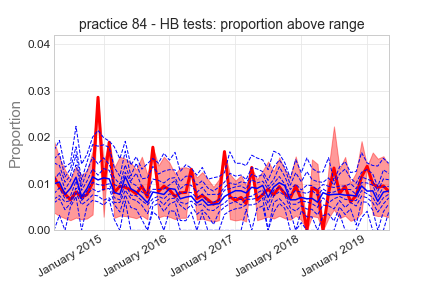 practice 84 - HB tests: proportion above range
0.04
0.03
0.02
0.01
0.00
Proportion
January 2015
January 2016
January 2017
January 2018
January 2019